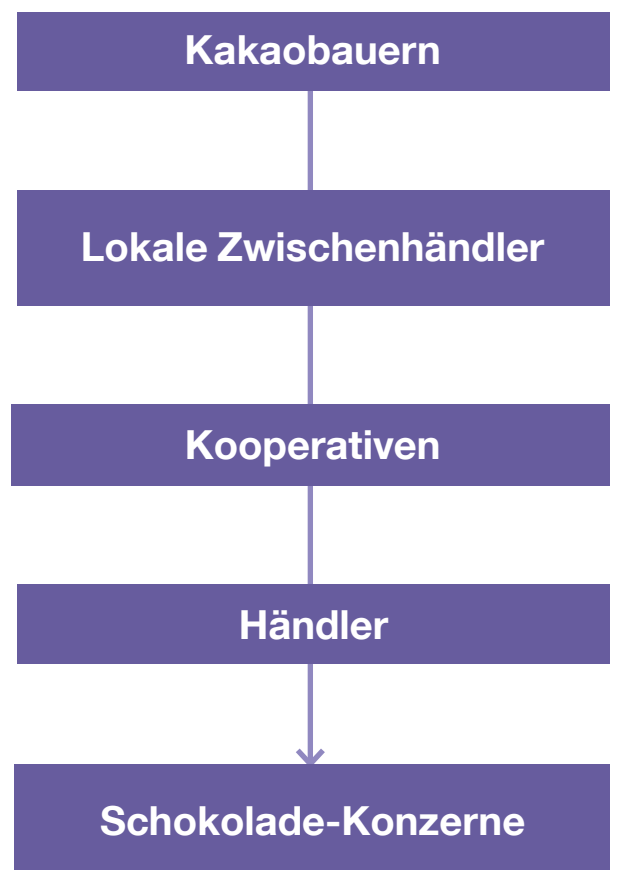 Kakaobauern
Lokale Zwischenhändler
Kooperativen
Händler
Schokolade-Konzerne